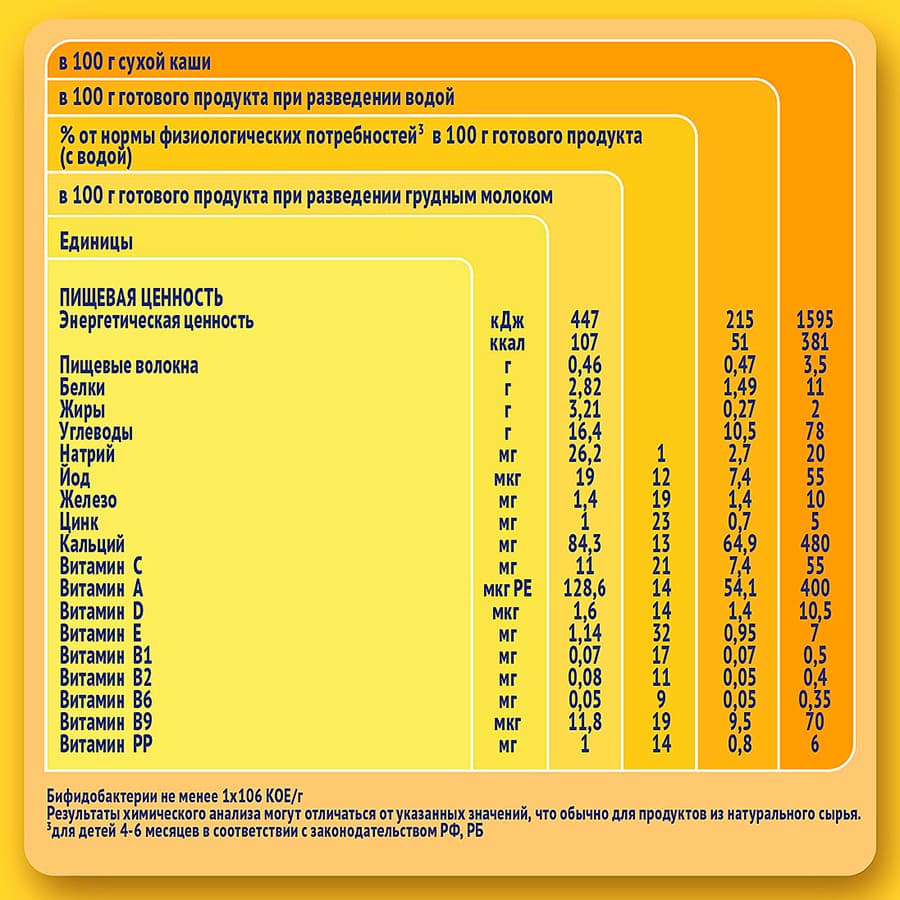 в 100 г сухой каши
в 100 г готового продукта при разведении водой
% от нормы физиологических потребностей³ в 100 г готового продукта
(с водой)
в 100 г готового продукта при разведении грудным молоком
Единицы
ПИЩЕВАЯ ЦЕННОСТЬ
Энергетическая ценность кДж 447 215 1595
ккал 107 51 381
Пищевые волокна г 0,46 0,47 3,5
Белки г 2,82 1,49 11
Жиры г 3,21 0,27 2
Углеводы г 16,4 10,5 78
Натрий мг 26,2 1 2,7 20
Йод мкг 19 12 7,4 55
Железо мг 1,4 19 1,4 10
Цинк мг 1 23 0,7 5
Кальций мг 84,3 13 64,9 480
Витамин C мг 11 21 7,4 55
Витамин A мкг РЕ 128,6 14 54,1 400
Витамин D мкг 1,6 14 1,4 10,5
Витамин E мг 1,14 32 0,95 7
Витамин B1 мг 0,07 17 0,07 0,5
Витамин B2 мг 0,08 11 0,05 0,4
Витамин B6 мг 0,05 9 0,05 0,35
Витамин B9 мкг 11,8 19 9,5 70
Витамин PP мг 1 14 0,8 6
Бифидобактерии не менее 1х106 КОЕ/г
Результаты химического анализа могут отличаться от указанных значений, что обычно для продуктов из натурального сырья.
³для детей 4-6 месяцев в соответствии с законодательством РФ, РБ